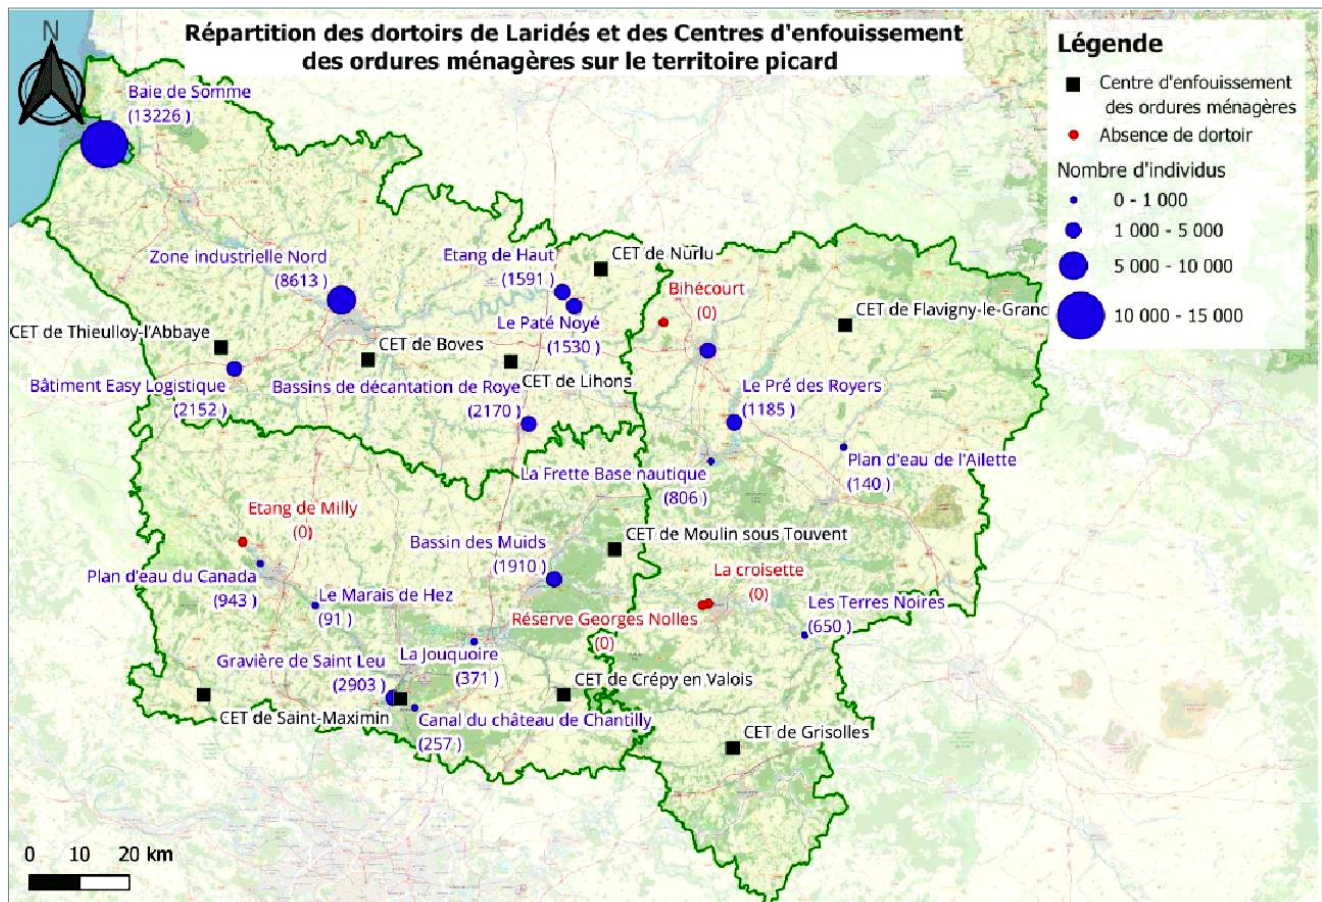 Répartition des dortoirs de Laridés et des Centres d'enfouissement
des ordures ménagères sur le territoire picard
N
Légende
Centre d'enfouissement
des ordures ménagères
Absence de dortoir
Nombre d'individus
0 - 1 000
1 000 - 5 000
5 000 - 10 000
10 000 - 15 000
Baie de Somme
(13226 )
Zone industrielle Nord
(8613 )
Etang de Haut
(1591 )
CET de Nurlu
Bihécourt
(0)
CET de Flavigny-le-Grand
Le Paté Noyé
(1530 )
CET de Thieulloy-l'Abbaye
CET de Boves
CET de Lihons
Bâtiment Easy Logistique
(2152 )
Bassins de décantation de Roye
(2170 )
Le Pré des Royers
(1185 )
La Frette Base nautique
(806 )
Plan d'eau de l'Ailette
(140 )
Etang de Milly
(0)
CET de Moulin sous Touvent
Bassin des Muids
(1910 )
Plan d'eau du Canada
(943 )
Le Marais de Hez
(91 )
La croisette
(0)
Les Terres Noires
(650 )
Réserve Georges Nolles
(0)
Gravière de Saint Leu
(2903 )
La Jouquoire
(371 )
CET de Crépy en Valois
CET de Saint-Maximin
Canal du château de Chantilly
(257 )
CET de Grisolles
0 10 20 km